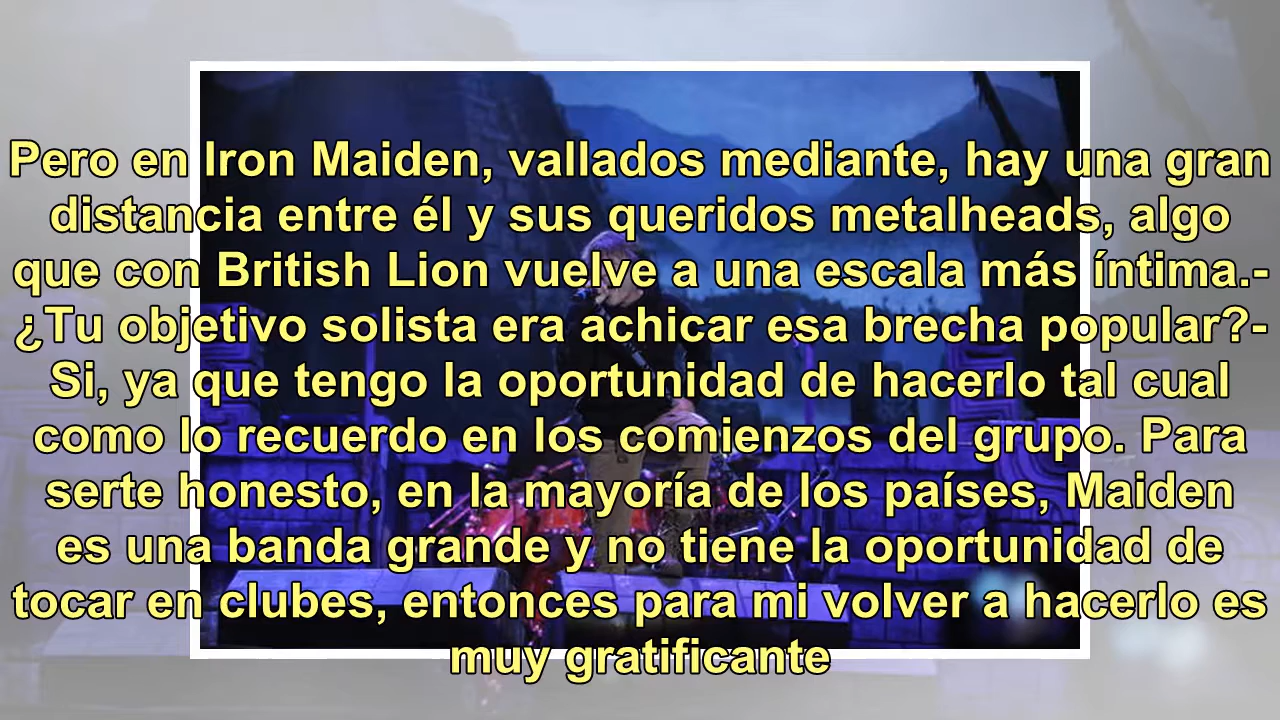 Pero en Iron Maiden, vallados mediante, hay una gran
distancia entre él y sus queridos metalheads, algo
que con British Lion vuelve a una escala más íntima.-
¿Tu objetivo solista era achicar esa brecha popular?-
Si, ya que tengo la oportunidad de hacerlo tal cual
como lo recuerdo en los comienzos del grupo. Para
serte honesto, en la mayoría de los países, Maiden
es una banda grande y no tiene la oportunidad de
tocar en clubes, entonces para mi volver a hacerlo es
muy gratificante